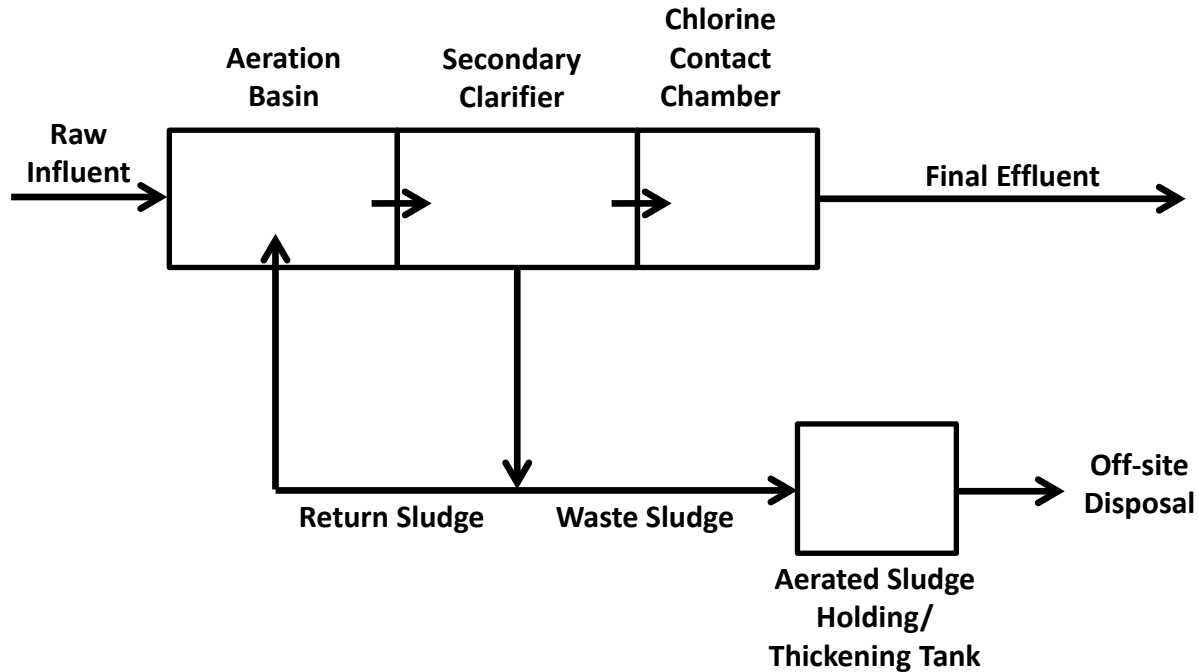 Aeration
Basin
Secondary
Clarifier
Chlorine
Contact
Chamber
Raw
Influent
Final Effluent
Return Sludge
Waste Sludge
Off-site
Disposal
Aerated Sludge
Holding/
Thickening Tank